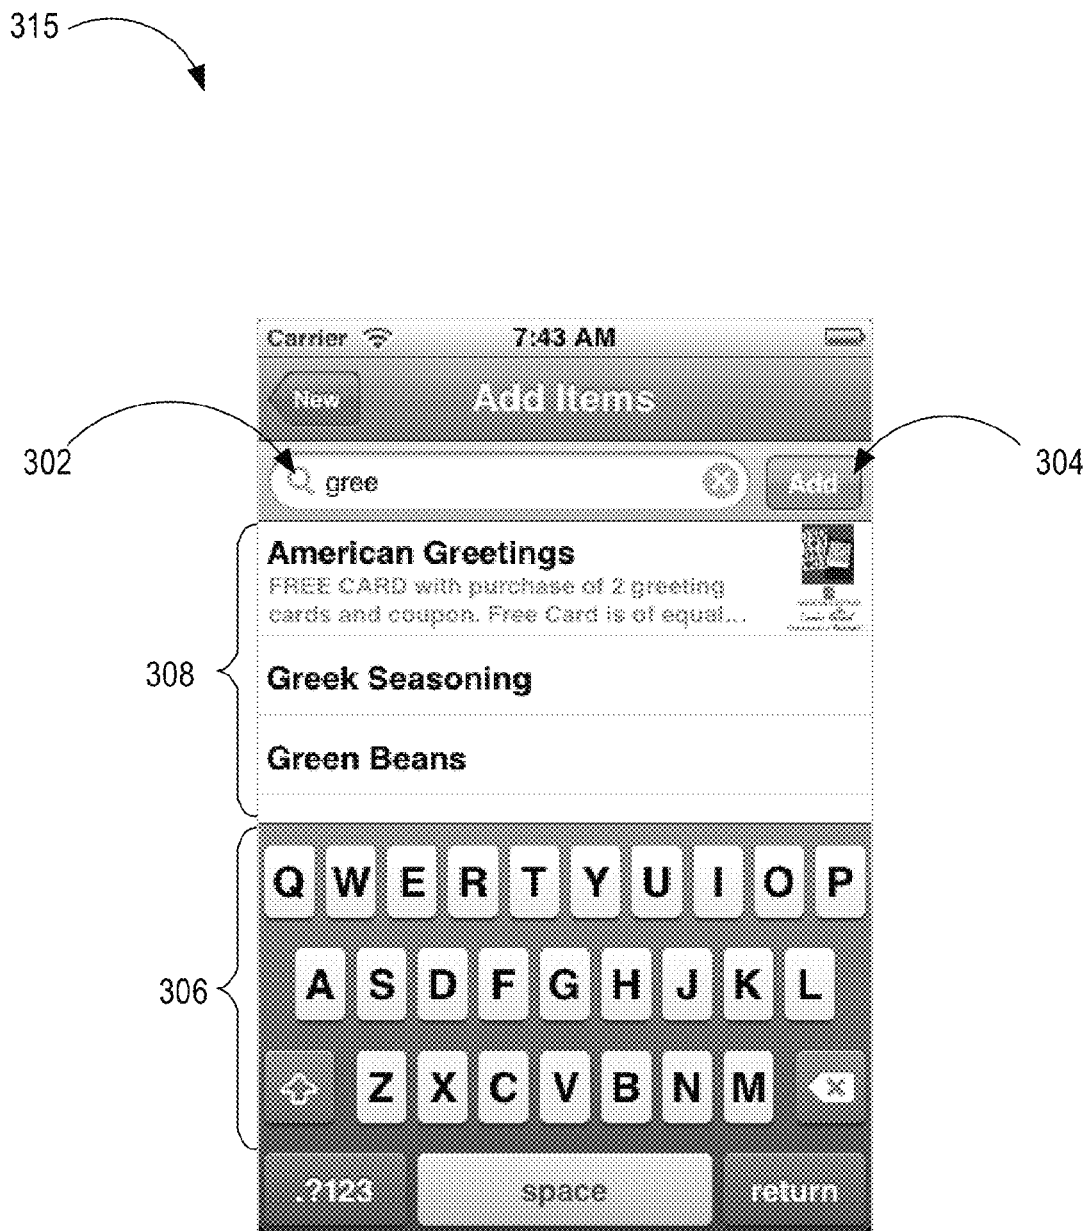 315
Carrier 7:43 AM
New Add Items
302
gree Add
304
American Greetings
FREE CARD with purchase of 2 greeting
cards and coupon. Free Card is of equal...
308
Greek Seasoning
Green Beans
Q W E R T Y U I O P
306
A S D F G H J K L
Z X C V B N M
.?123 space return